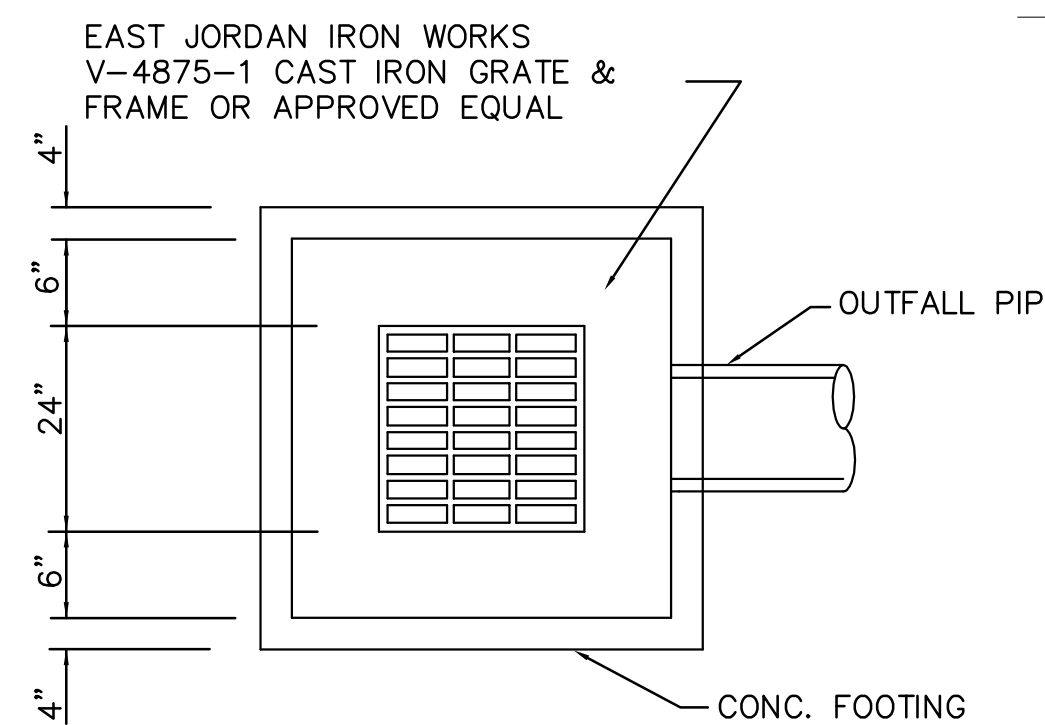 EAST JORDAN IRON WORKS
V-4875-1 CAST IRON GRATE &
FRAME OR APPROVED EQUAL
4"
6"
OUTFALL PIP
24"
6"
4"
CONC. FOOTING